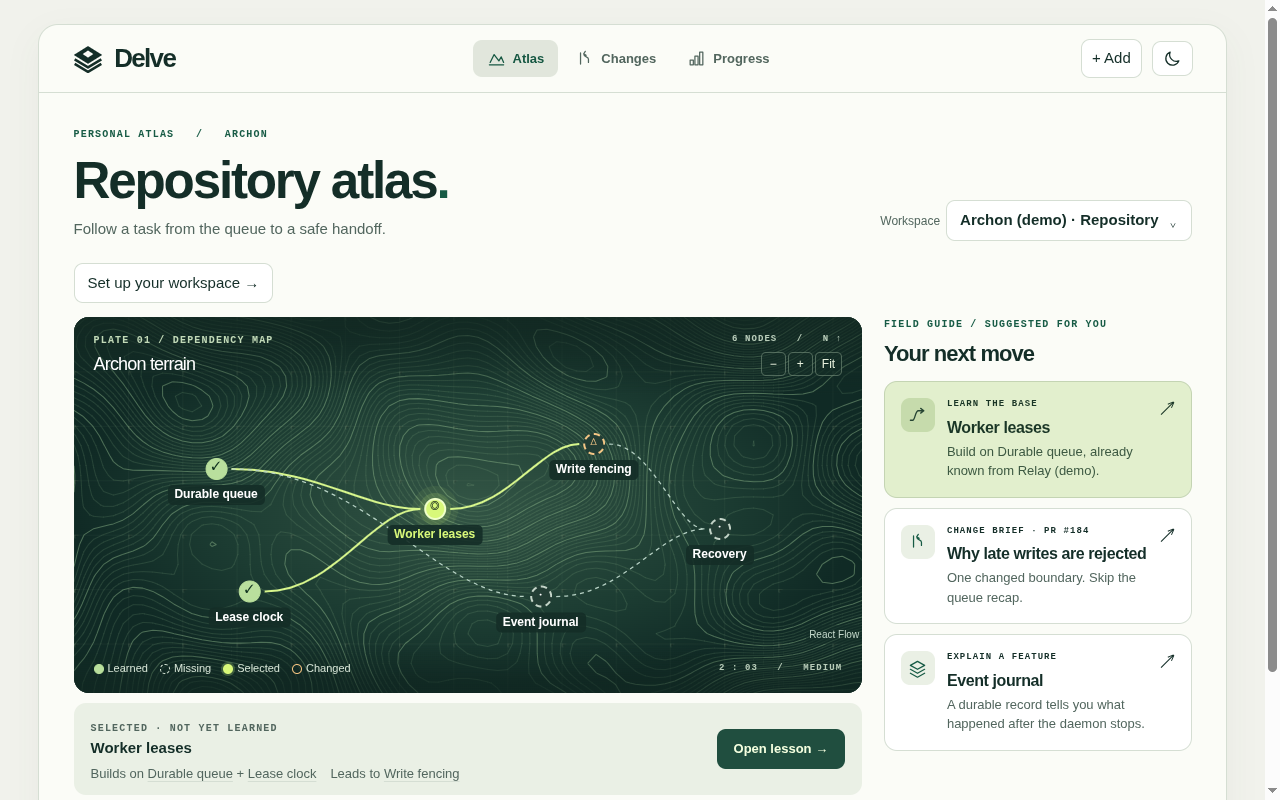 Delve
Atlas
Changes
Progress
+ Add
PERSONAL ATLAS / ARCHON
Repository atlas.
Follow a task from the queue to a safe handoff.
Workspace
Archon (demo) · Repository
Set up your workspace →
PLATE 01 / DEPENDENCY MAP
Archon terrain
6 NODES / N ↑
− + Fit
Write fencing
Durable queue
Worker leases
Recovery
Lease clock
Event journal
React Flow
Learned Missing Selected Changed
2 : 03 / MEDIUM
SELECTED · NOT YET LEARNED
Worker leases
Builds on Durable queue + Lease clock Leads to Write fencing
Open lesson →
FIELD GUIDE / SUGGESTED FOR YOU
Your next move
LEARN THE BASE
Worker leases
Build on Durable queue, already
known from Relay (demo).
CHANGE BRIEF · PR #184
Why late writes are rejected
One changed boundary. Skip the
queue recap.
EXPLAIN A FEATURE
Event journal
A durable record tells you what
happened after the daemon stops.